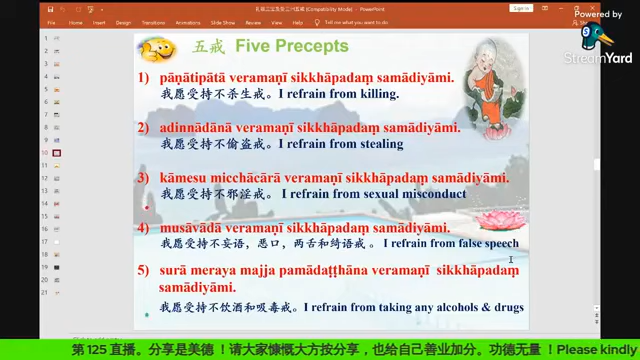 Powered by
StreamYard
File Home Insert Design Transitions Animations Slide Show Review View Help Tell me what you want to do
Sign in
五戒 Five Precepts
1) pāṇātipātā veramaṇī sikkhāpadaṃ samādiyāmi.
我愿受持不杀生戒。I refrain from killing.
2) adinnādānā veramaṇī sikkhāpadaṃ samādiyāmi.
我愿受持不偷盗戒。I refrain from stealing
3) kāmesu micchācārā veramaṇī sikkhāpadaṃ samādiyāmi.
我愿受持不邪淫戒。I refrain from sexual misconduct
4) musāvādā veramaṇī sikkhāpadaṃ samādiyāmi.
我愿受持不妄语，恶口，两舌和绮语戒。I refrain from false speech
5) surā meraya majja pamādaṭṭhāna veramaṇī sikkhāpadaṃ
samādiyāmi.
我愿受持不饮酒和吸毒戒。I refrain from taking any alcohols & drugs
第 125 直播。分享是美德！请大家慷慨大方按分享，也给自己善业加分。功德无量！Please kindly